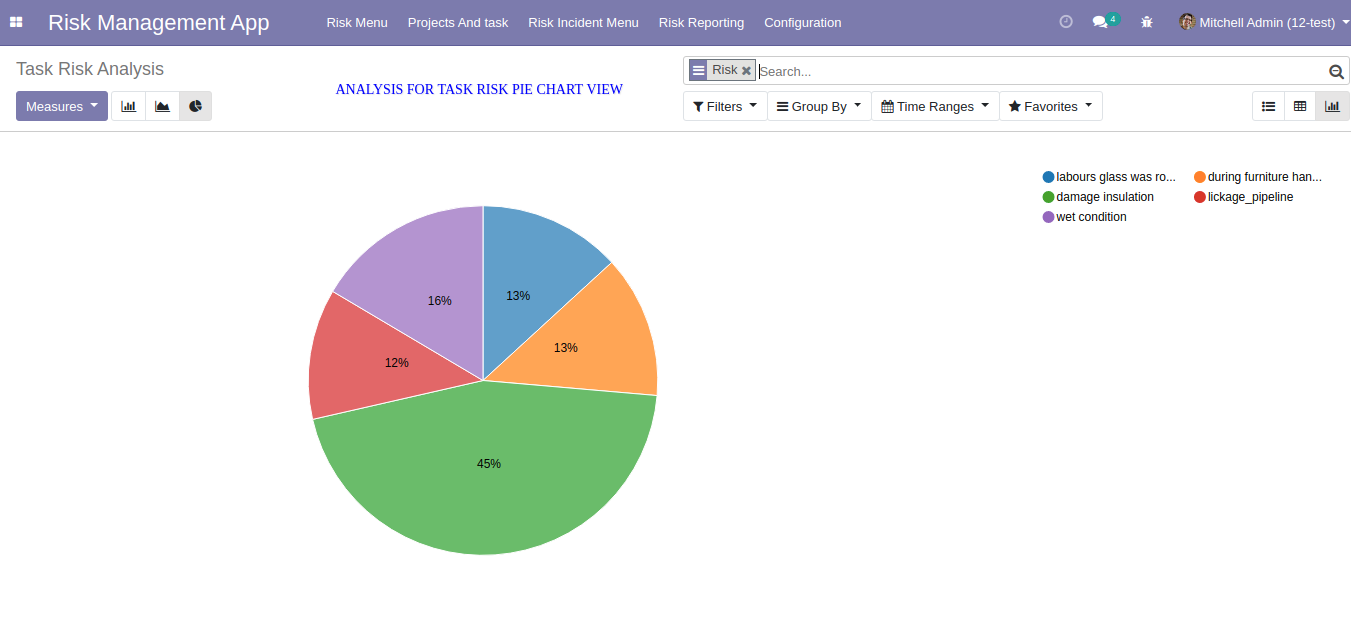 Risk Management App
Risk Menu Projects And task Risk Incident Menu Risk Reporting Configuration
4 Mitchell Admin (12-test)
Task Risk Analysis
Risk Search...
ANALYSIS FOR TASK RISK PIE CHART VIEW
Measures
Filters Group By Time Ranges Favorites
labours glass was ro... during furniture han...
damage insulation lickage_pipeline
wet condition
13%
16%
13%
12%
45%